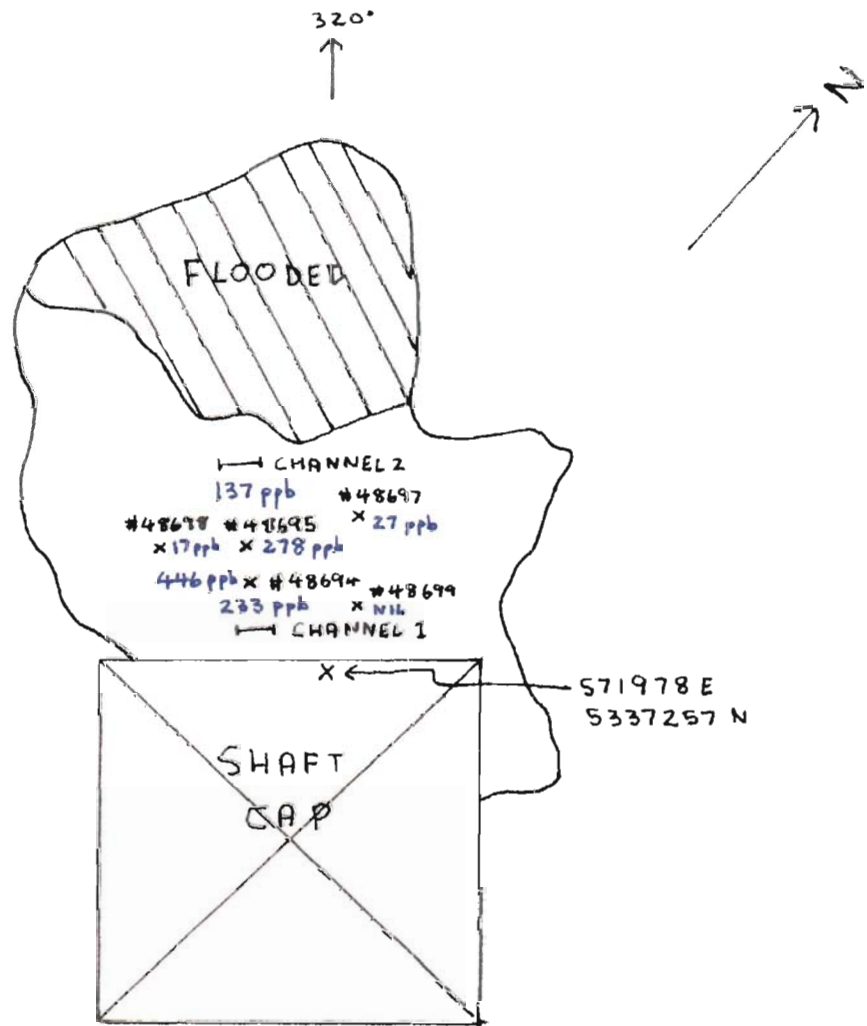 320°
N
FLOODED
CHANNEL 2
137 ppb
#48697
x 27 ppb
#48698 #48695
x 17 ppb x 278 ppb
446 ppb x #48694
#48699
233 ppb x NIL
CHANNEL 1
x
571978 E
5337257 N
SHAFT
CAP